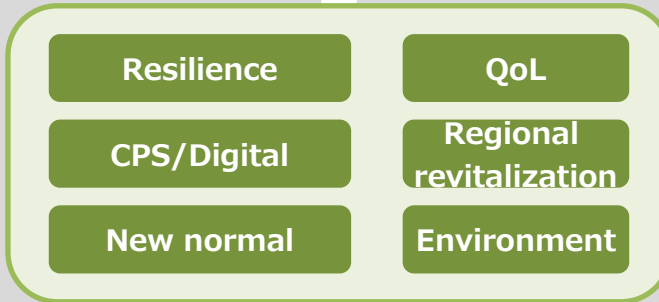 Resilience
QoL
CPS/Digital
Regional
revitalization
New normal
Environment